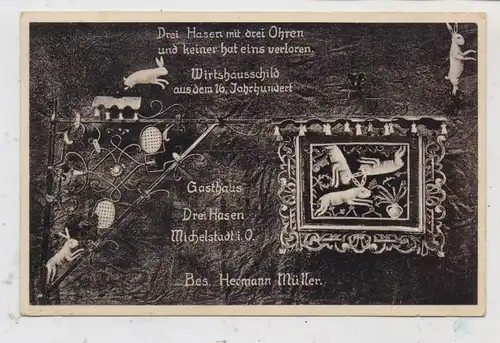 Drei Hasen mit drei Ohren
und keiner hat eins verloren.
Wirtshausschild
aus dem 16. Jahrhundert
Gasthaus
Drei Hasen
Michelstadt i. O.
Bes. Hermann Müller.